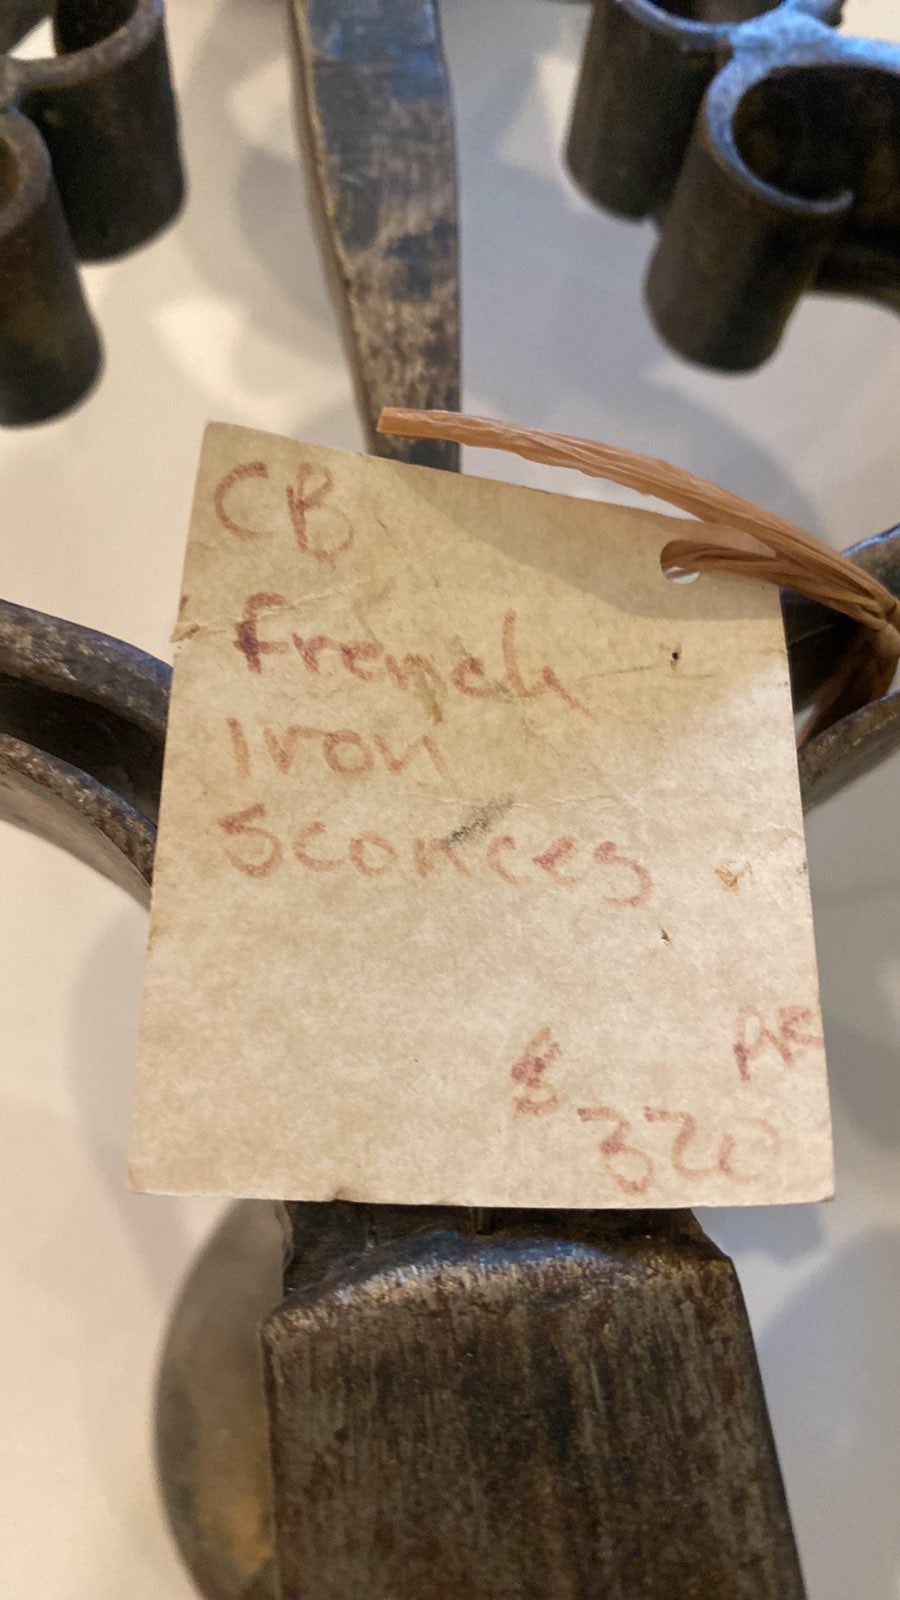 CB
French
Iron
Sconces
$
320